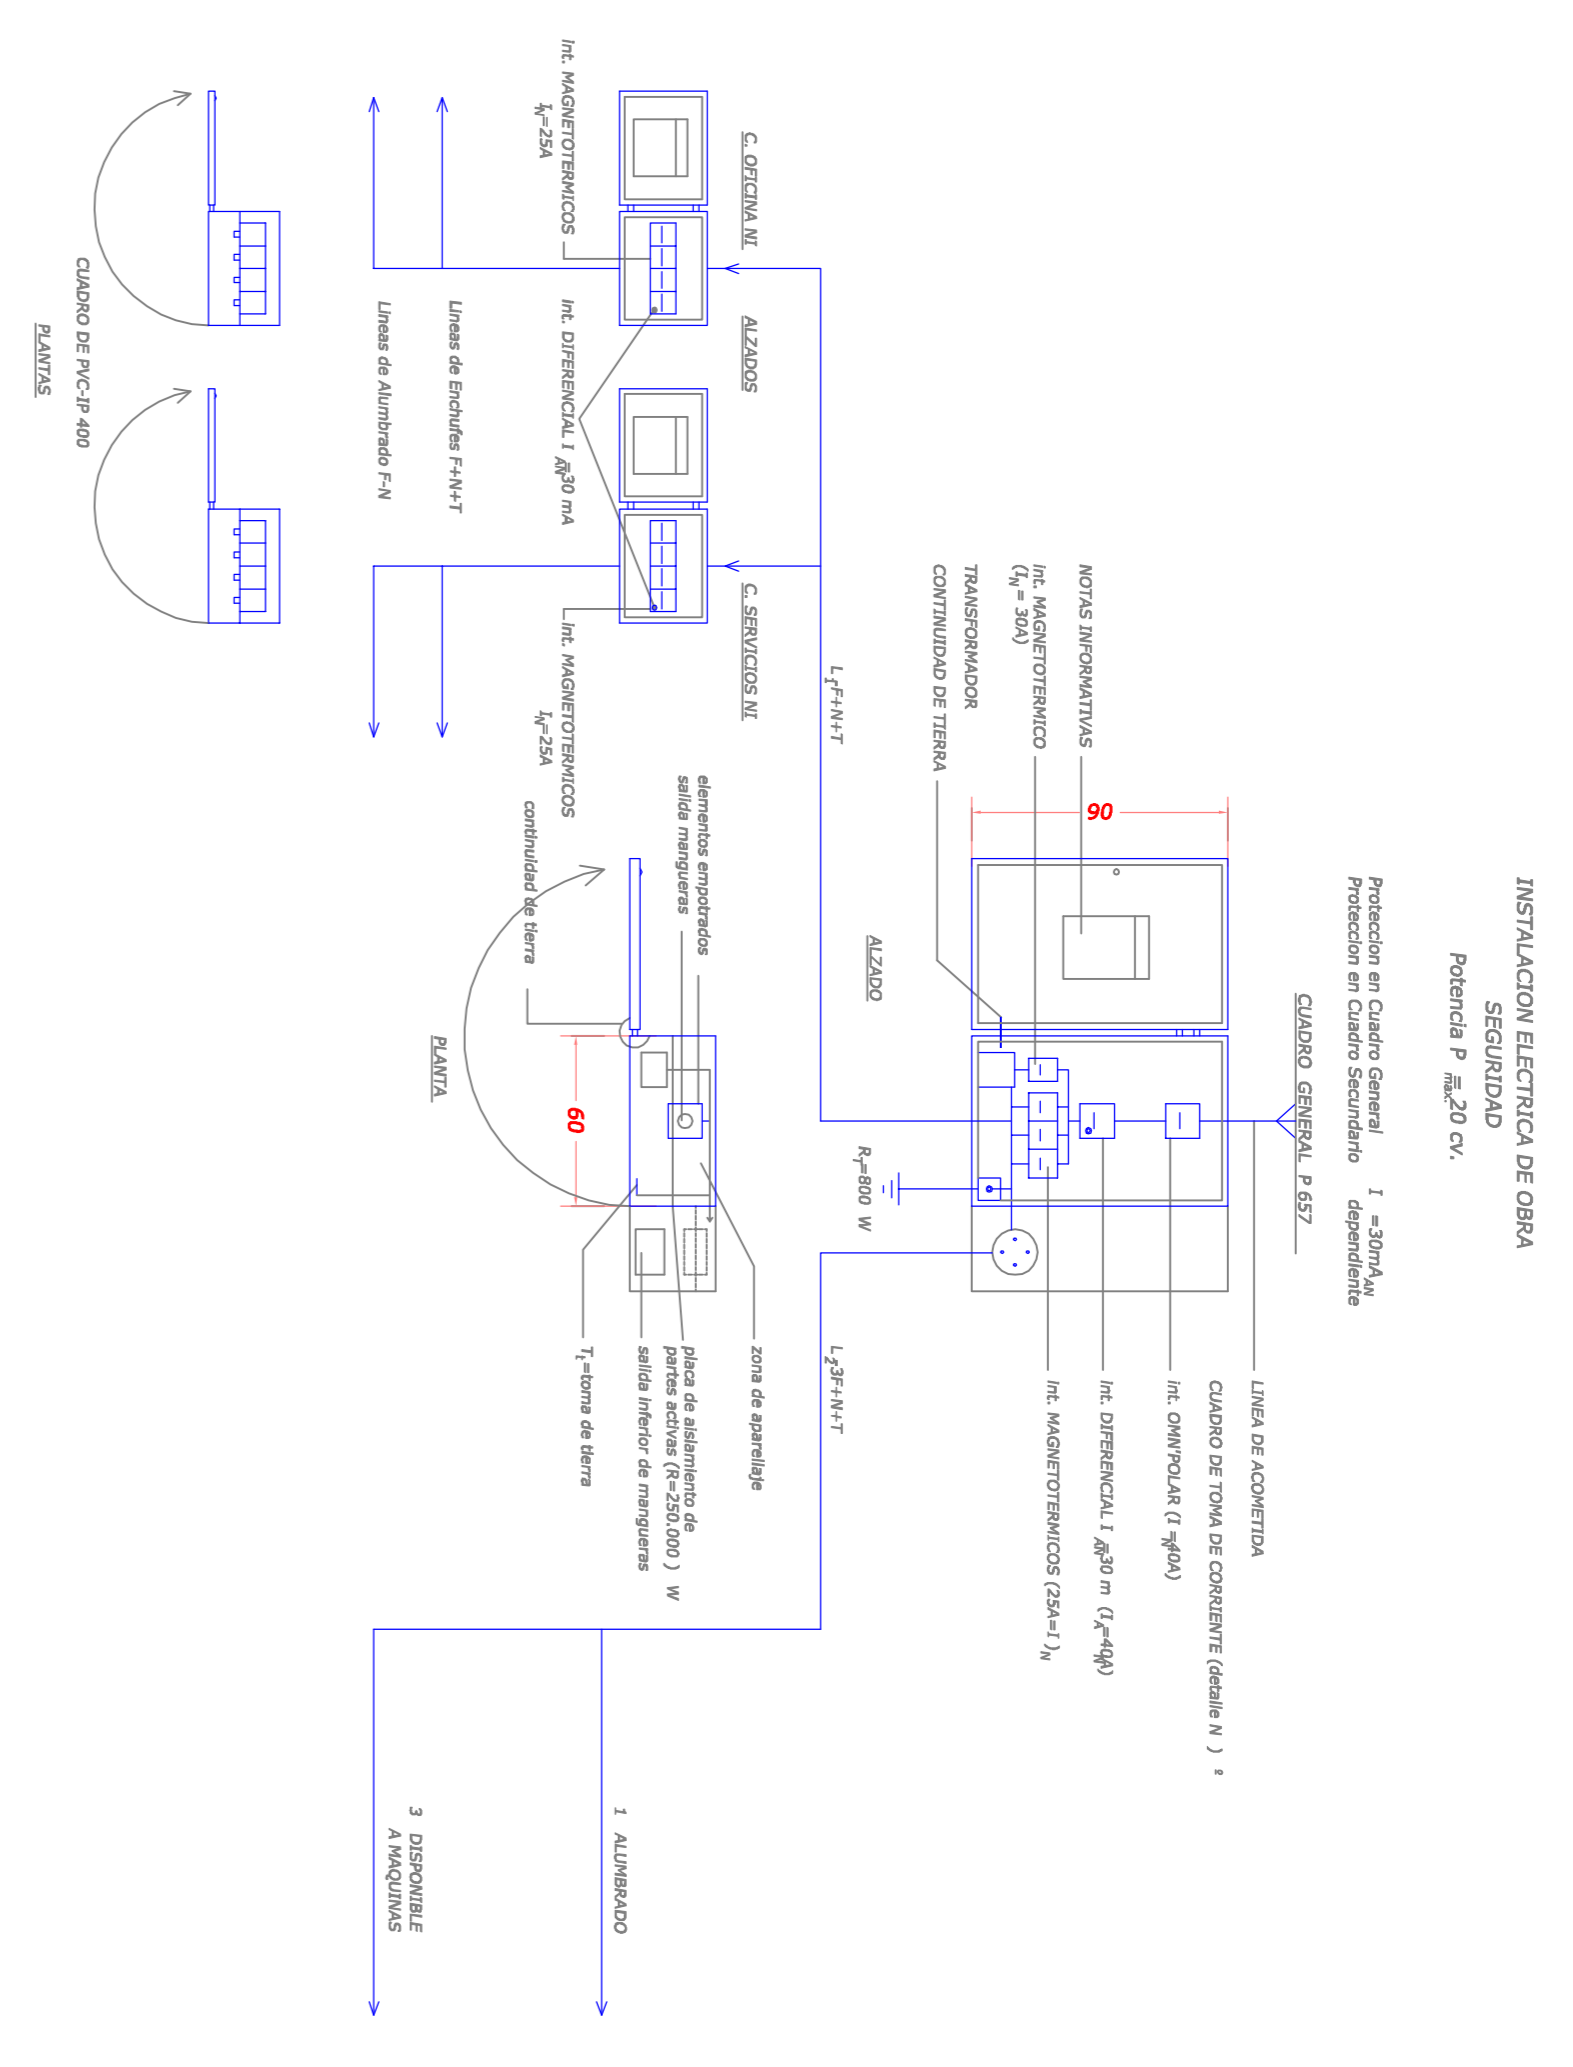 INSTALACION ELECTRICA DE OBRA
SEGURIDAD
Potencia P max.=20 cv.
Proteccion en Cuadro General I AN=30mA
Proteccion en Cuadro Secundario dependiente
CUADRO GENERAL P 657
LINEA DE ACOMETIDA
CUADRO DE TOMA DE CORRIENTE (detalle Nº )
int. OMN'POLAR (I N=40A)
int. DIFERENCIAL I AN=30 m (I AN=40A)
int. MAGNETOTERMICOS (25A=I N)
NOTAS INFORMATIVAS
int. MAGNETOTERMICO
(I N= 30A)
TRANSFORMADOR
CONTINUIDAD DE TIERRA
90
ALZADO
R T=800 W
L 1-F+N+T
L 2-3F+N+T
C. OFICINA NI
ALZADOS
C. SERVICIOS NI
int. MAGNETOTERMICOS
I N=25A
int. DIFERENCIAL I AN=30 mA
int. MAGNETOTERMICOS
I N=25A
elementos empotrados
salida mangueras
continuidad de tierra
60
PLANTA
zona de aparellaje
placa de aislamiento de
partes activas (R=250.000 ) W
salida inferior de mangueras
T t=toma de tierra
Lineas de Enchufes F+N+T
Lineas de Alumbrado F-N
1 ALUMBRADO
3 DISPONIBLE
A MAQUINAS
CUADRO DE PVC-IP 400
PLANTAS